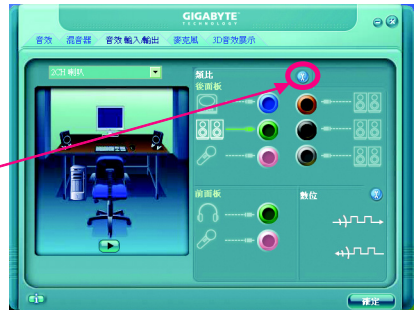 GIGABYTE
TECHNOLOGY
音效 混音器 音效輸入/輸出 麥克風 3D音效展示
2CH 喇叭
類比
後面板
前面板
數位
確定